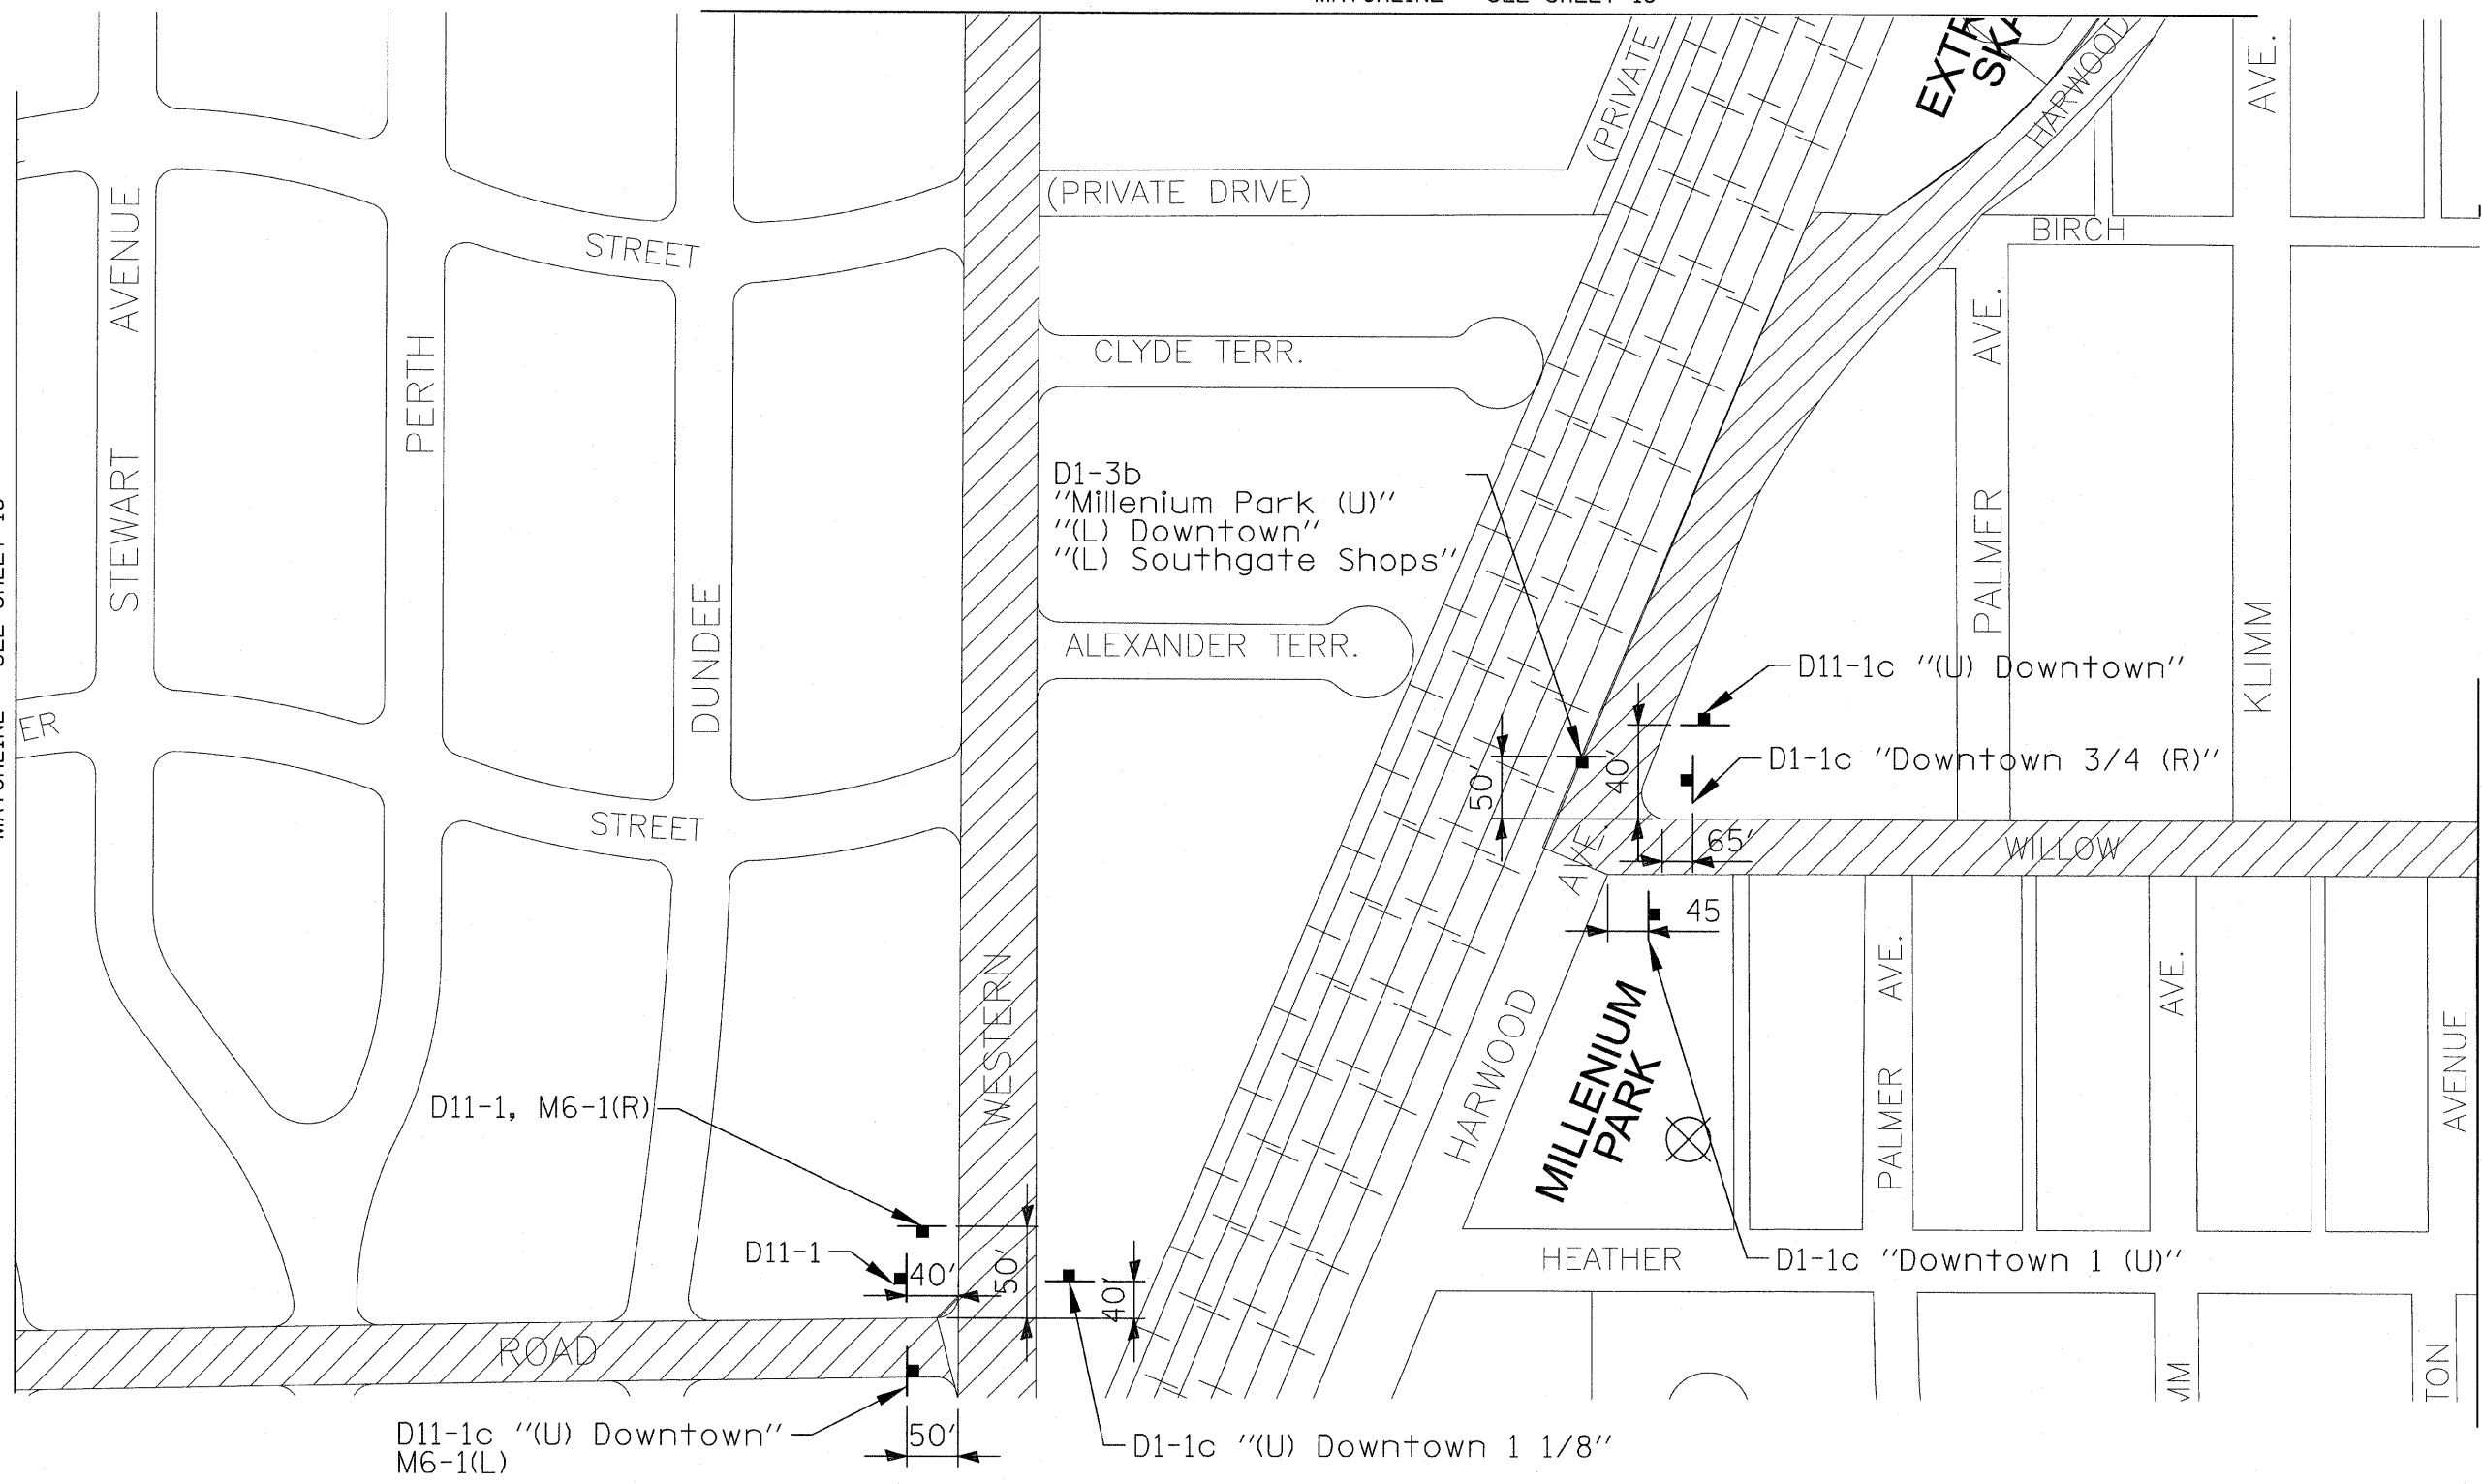 (PRIVATE
EXTR
SKA
HARWOOD
AVE.
(PRIVATE DRIVE)
BIRCH
STREET
STEWART AVENUE
PERTH
CLYDE TERR.
PALMER AVE.
D1-3b
"Millenium Park (U)"
"(L) Downtown"
"(L) Southgate Shops"
DUNDEE
ALEXANDER TERR.
KLIMM
D11-1c "(U) Downtown"
ER
50'
40'
D1-1c "Downtown 3/4 (R)"
STREET
AVE.
65'
WILLOW
45
WESTERN
HARWOOD
MILLENIUM
PARK
PALMER AVE.
AVE.
AVENUE
D11-1, M6-1(R)
D11-1
40'
50'
40'
HEATHER
D1-1c "Downtown 1 (U)"
ROAD
MM
TON
D11-1c "(U) Downtown"
M6-1(L)
50'
D1-1c "(U) Downtown 1 1/8"